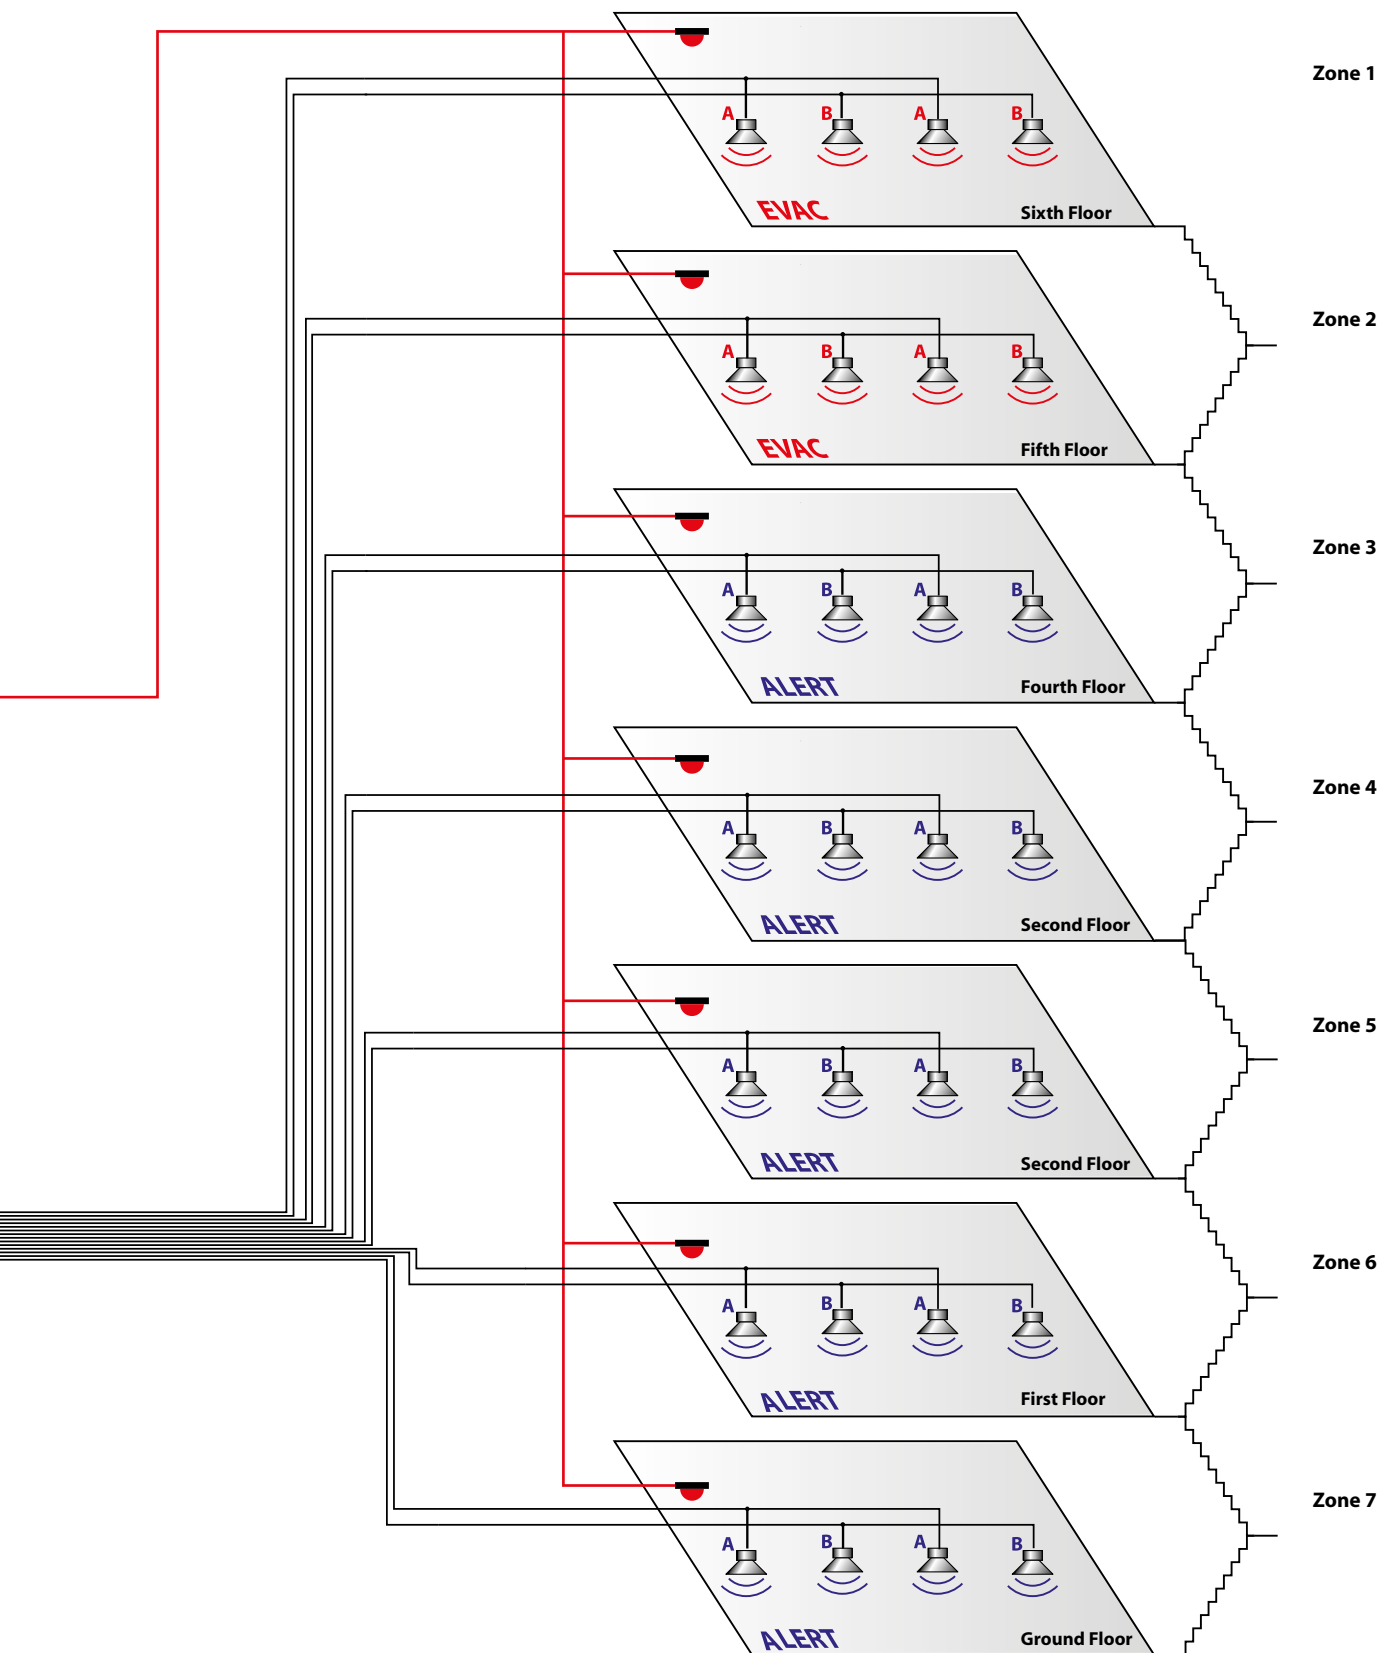 Zone 1
A B A B
EVAC
Sixth Floor
Zone 2
A B A B
EVAC
Fifth Floor
Zone 3
A B A B
ALERT
Fourth Floor
Zone 4
A B A B
ALERT
Second Floor
Zone 5
A B A B
ALERT
Second Floor
Zone 6
A B A B
ALERT
First Floor
Zone 7
A B A B
ALERT
Ground Floor